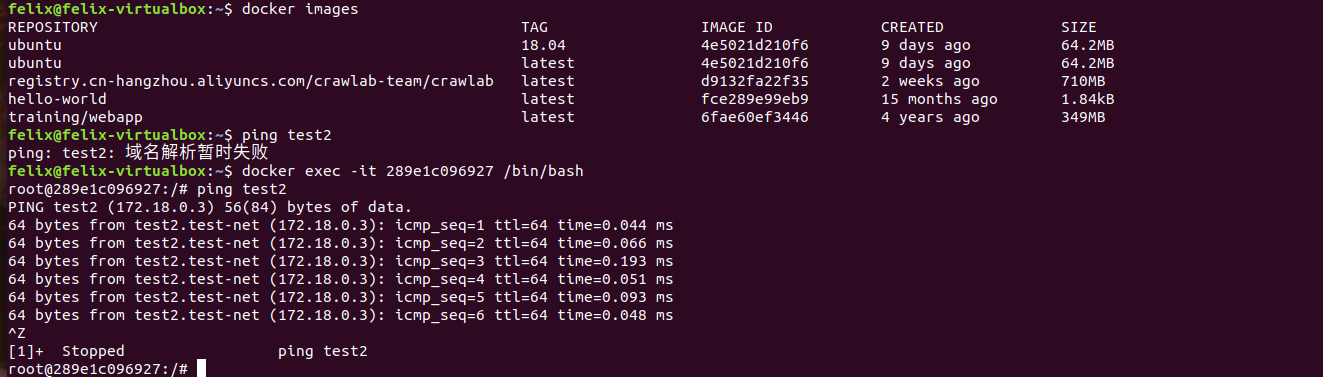 felix@felix-virtualbox:~$ docker images
REPOSITORY TAG IMAGE ID CREATED SIZE
ubuntu 18.04 4e5021d210f6 9 days ago 64.2MB
ubuntu latest 4e5021d210f6 9 days ago 64.2MB
registry.cn-hangzhou.aliyuncs.com/crawlab-team/crawlab latest d9132fa22f35 2 weeks ago 710MB
hello-world latest fce289e99eb9 15 months ago 1.84kB
training/webapp latest 6fae60ef3446 4 years ago 349MB
felix@felix-virtualbox:~$ ping test2
ping: test2: 域名解析暂时失败
felix@felix-virtualbox:~$ docker exec -it 289e1c096927 /bin/bash
root@289e1c096927:/# ping test2
PING test2 (172.18.0.3) 56(84) bytes of data.
64 bytes from test2.test-net (172.18.0.3): icmp_seq=1 ttl=64 time=0.044 ms
64 bytes from test2.test-net (172.18.0.3): icmp_seq=2 ttl=64 time=0.066 ms
64 bytes from test2.test-net (172.18.0.3): icmp_seq=3 ttl=64 time=0.193 ms
64 bytes from test2.test-net (172.18.0.3): icmp_seq=4 ttl=64 time=0.051 ms
64 bytes from test2.test-net (172.18.0.3): icmp_seq=5 ttl=64 time=0.093 ms
64 bytes from test2.test-net (172.18.0.3): icmp_seq=6 ttl=64 time=0.048 ms
^Z
[1]+ Stopped ping test2
root@289e1c096927:/#